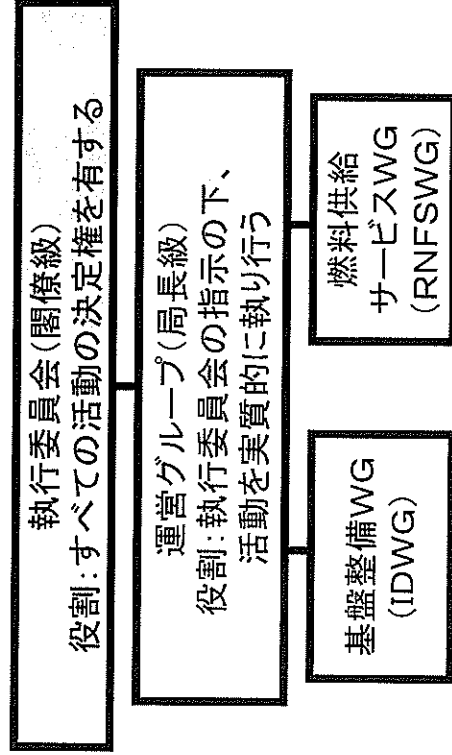 執行委員会(閣僚級)
役割:すべての活動の決定権を有する
運営グループ(局長級)
役割:執行委員会の指示の下、
活動を実質的に執り行う
基盤整備WG
(IDWG)
燃料供給
サービスWG
(RNFSWG)